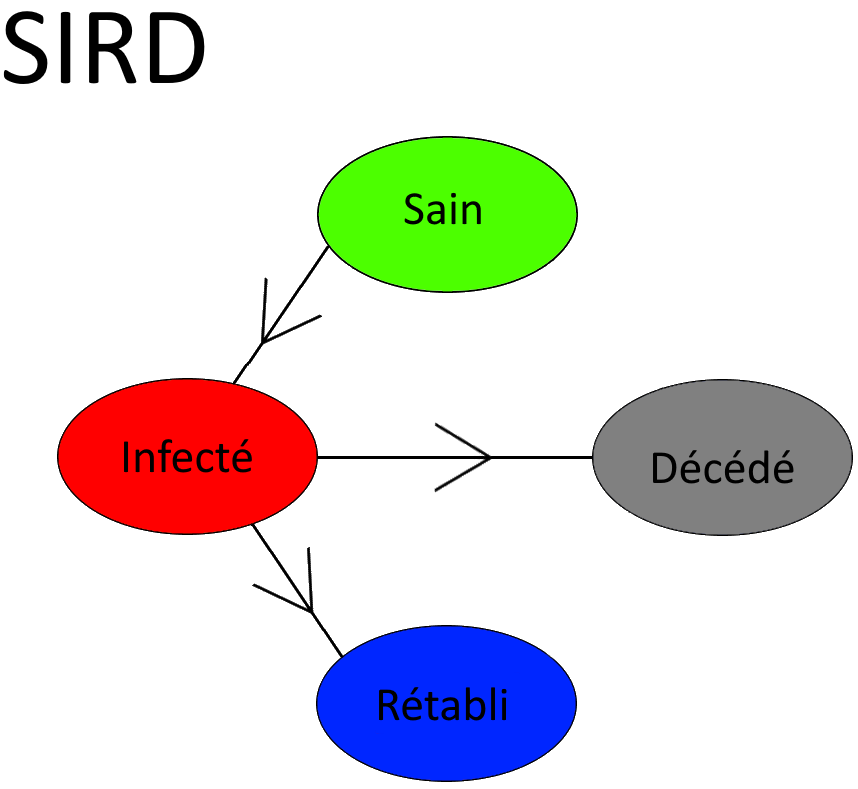 SIRD
Sain
Infecté
Décédé
Rétabli